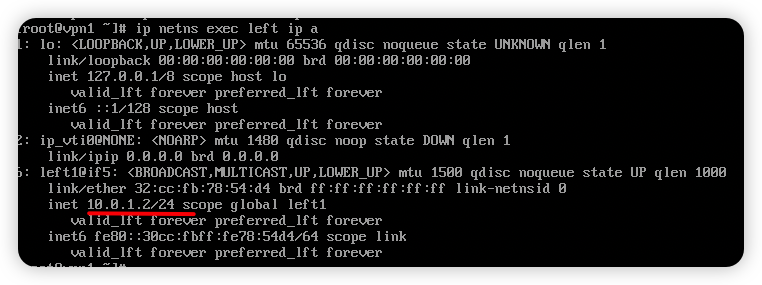 [root@vpn1 ~]# ip netns exec left ip a
1: lo: <LOOPBACK,UP,LOWER_UP> mtu 65536 qdisc noqueue state UNKNOWN qlen 1
link/loopback 00:00:00:00:00:00 brd 00:00:00:00:00:00
inet 127.0.0.1/8 scope host lo
valid_lft forever preferred_lft forever
inet6 ::1/128 scope host
valid_lft forever preferred_lft forever
2: ip_vti0@NONE: <NOARP> mtu 1480 qdisc noop state DOWN qlen 1
link/ipip 0.0.0.0 brd 0.0.0.0
6: left1@if5: <BROADCAST,MULTICAST,UP,LOWER_UP> mtu 1500 qdisc noqueue state UP qlen 1000
link/ether 32:cc:fb:78:54:d4 brd ff:ff:ff:ff:ff:ff link-netnsid 0
inet 10.0.1.2/24 scope global left1
valid_lft forever preferred_lft forever
inet6 fe80::30cc:fbff:fe78:54d4/64 scope link
valid_lft forever preferred_lft forever
[root@vpn1 ~]#